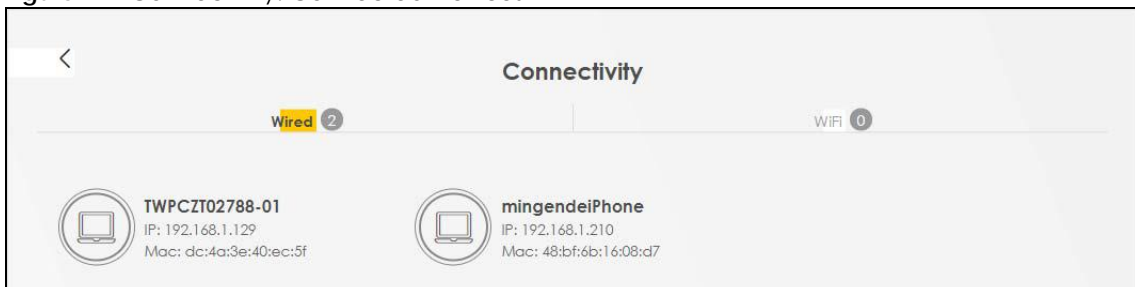 Connectivity
Wired 2
WiFi 0
TWPCZT02788-01
IP: 192.168.1.129
Mac: dc:4a:3e:40:ec:5f
mingendeiPhone
IP: 192.168.1.210
Mac: 48:bf:6b:16:08:d7